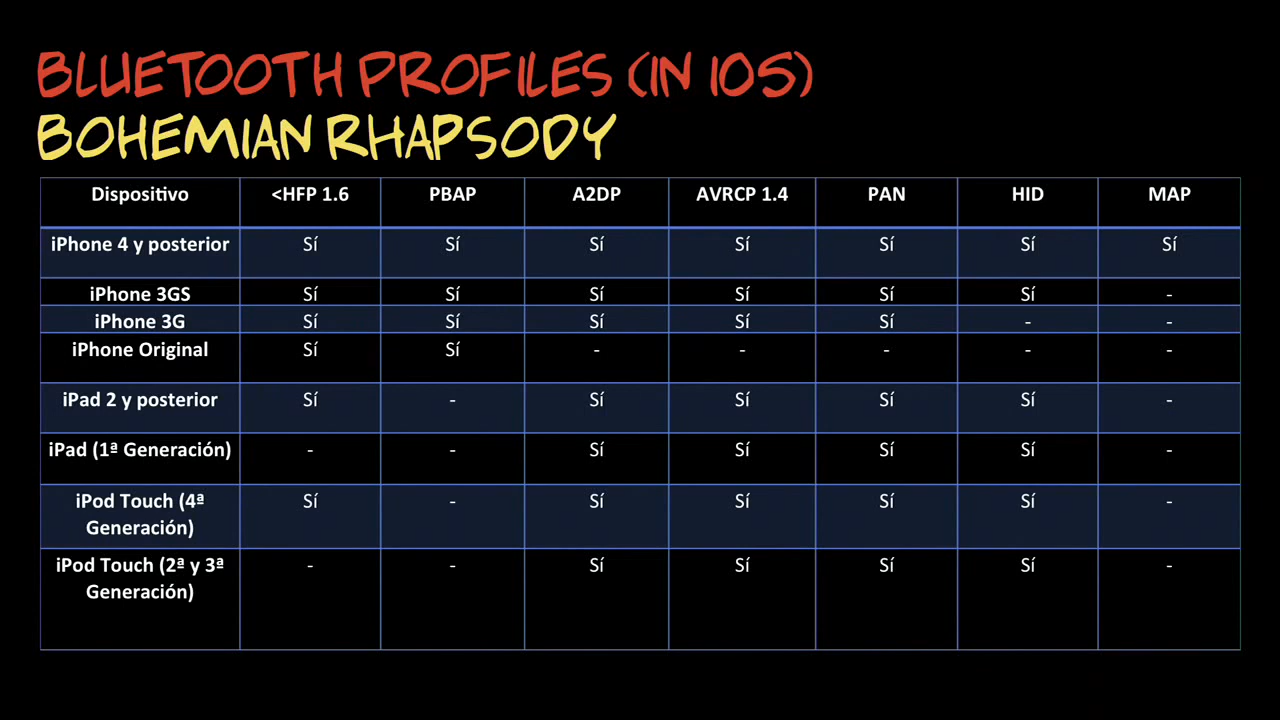 BLUETOOTH PROFILES (IN IOS)
BOHEMIAN RHAPSODY
Dispositivo <HFP 1.6 PBAP A2DP AVRCP 1.4 PAN HID MAP
iPhone 4 y posterior Sí Sí Sí Sí Sí Sí Sí
iPhone 3GS Sí Sí Sí Sí Sí Sí -
iPhone 3G Sí Sí Sí Sí Sí - -
iPhone Original Sí Sí - - - - -
iPad 2 y posterior Sí - Sí Sí Sí Sí -
iPad (1ª Generación) - - Sí Sí Sí Sí -
iPod Touch (4ª Sí - Sí Sí Sí Sí -
Generación)
iPod Touch (2ª y 3ª - - Sí Sí Sí Sí -
Generación)